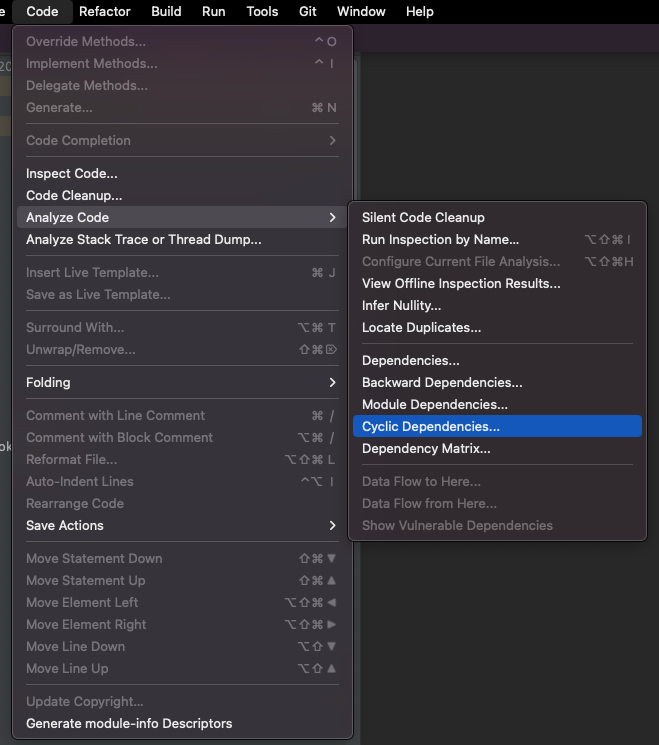 Code Refactor Build Run Tools Git Window Help
Override Methods... ⌃ O
Implement Methods... ⌃ I
Delegate Methods...
Generate... ⌘ N
Code Completion
Inspect Code...
Code Cleanup...
Analyze Code
Analyze Stack Trace or Thread Dump...
Insert Live Template... ⌘ J
Save as Live Template...
Surround With... ⌥⌘ T
Unwrap/Remove... ⇧⌘⌦
Folding
Comment with Line Comment ⌘ /
Comment with Block Comment ⌥⌘ /
Reformat File... ⌥⇧⌘ L
Auto-Indent Lines ⌃⌥ I
Rearrange Code
Save Actions
Move Statement Down ⇧⌘▼
Move Statement Up ⇧⌘▲
Move Element Left ⌥⇧⌘◀
Move Element Right ⌥⇧⌘▶
Move Line Down ⌥⇧▼
Move Line Up ⌥⇧▲
Update Copyright...
Generate module-info Descriptors
Silent Code Cleanup
Run Inspection by Name... ⌥⇧⌘ I
Configure Current File Analysis... ⌥⇧⌘H
View Offline Inspection Results...
Infer Nullity...
Locate Duplicates...
Dependencies...
Backward Dependencies...
Module Dependencies...
Cyclic Dependencies...
Dependency Matrix...
Data Flow to Here...
Data Flow from Here...
Show Vulnerable Dependencies